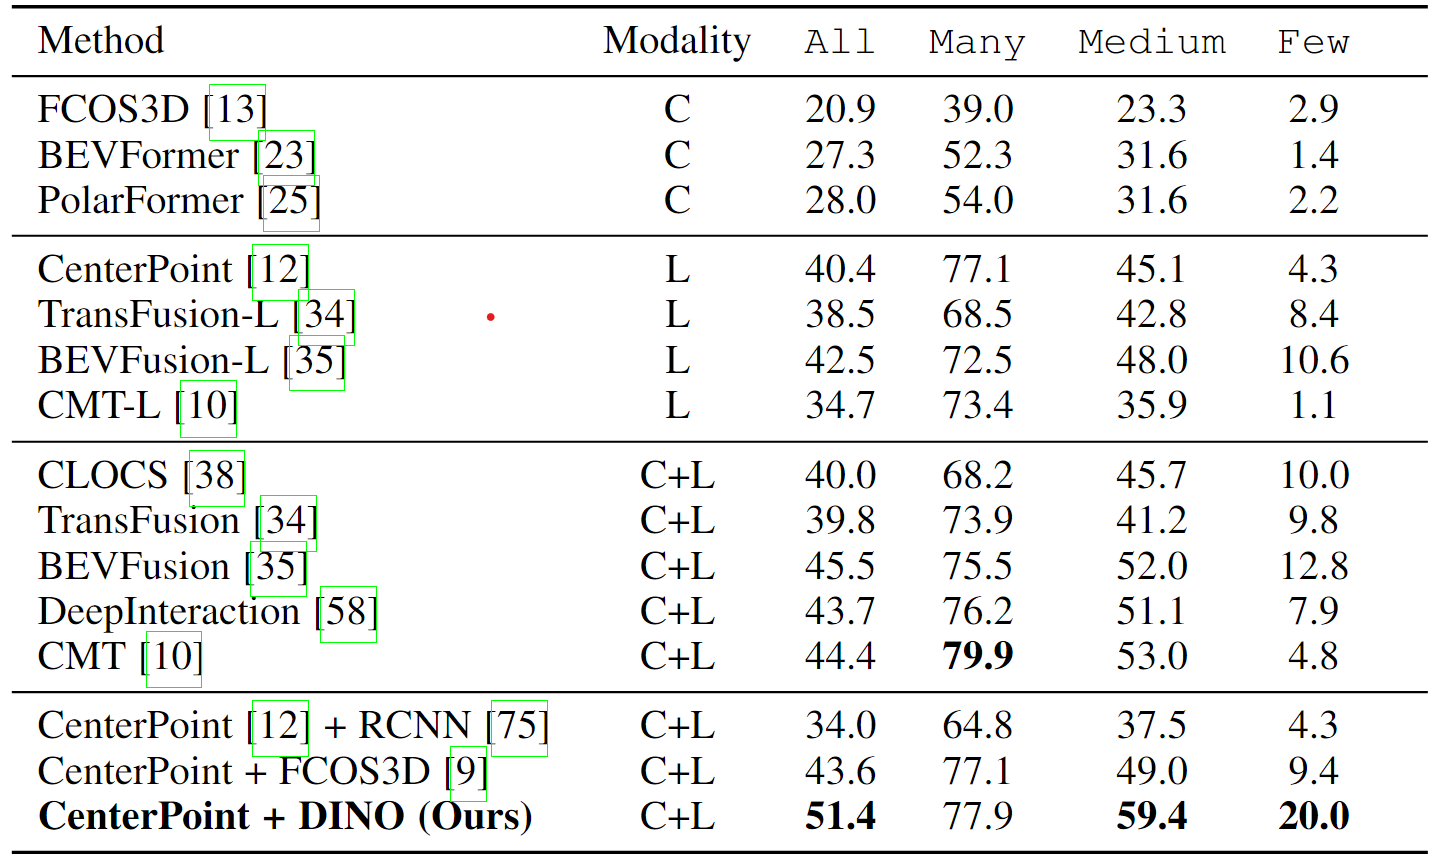 Method Modality All Many Medium Few
FCOS3D [13] C 20.9 39.0 23.3 2.9
BEVFormer [23] C 27.3 52.3 31.6 1.4
PolarFormer [25] C 28.0 54.0 31.6 2.2
CenterPoint [12] L 40.4 77.1 45.1 4.3
TransFusion-L [34] L 38.5 68.5 42.8 8.4
BEVFusion-L [35] L 42.5 72.5 48.0 10.6
CMT-L [10] L 34.7 73.4 35.9 1.1
CLOCS [38] C+L 40.0 68.2 45.7 10.0
TransFusion [34] C+L 39.8 73.9 41.2 9.8
BEVFusion [35] C+L 45.5 75.5 52.0 12.8
DeepInteraction [58] C+L 43.7 76.2 51.1 7.9
CMT [10] C+L 44.4 79.9 53.0 4.8
CenterPoint [12] + RCNN [75] C+L 34.0 64.8 37.5 4.3
CenterPoint + FCOS3D [9] C+L 43.6 77.1 49.0 9.4
CenterPoint + DINO (Ours) C+L 51.4 77.9 59.4 20.0